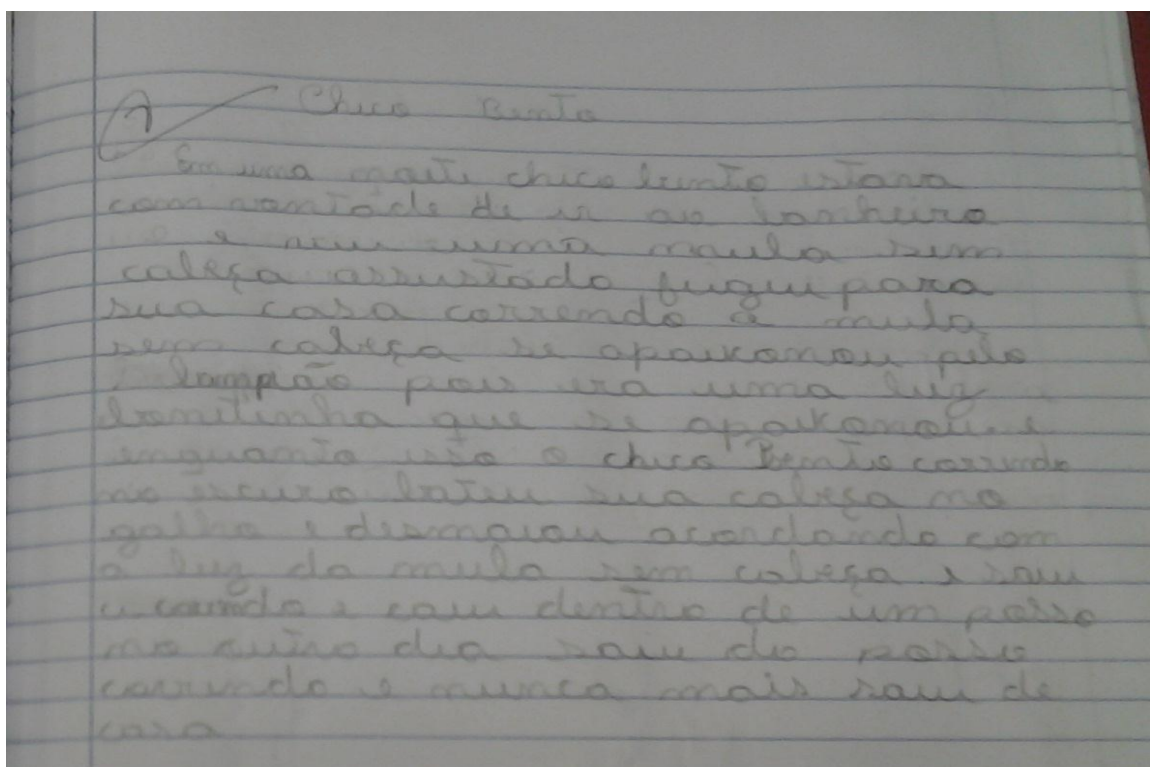 Chico Bento
Em uma noite chico bento estava
com vontade de ir ao banheiro
e viu uma maula sem
cabeça assustado fugiu para
sua casa correndo a mula
sem cabeça se apaixonou pelo
lampião pois era uma luz
bonitinha que se apaixonou e
enquanto isso o chico Bento correndo
no escuro bateu sua cabeça no
galho e desmaiou acordando com
a luz da mula sem cabeça e saiu
correndo e caiu dentro de um posso
no outro dia saiu do posso
correndo e nunca mais saiu de
casa